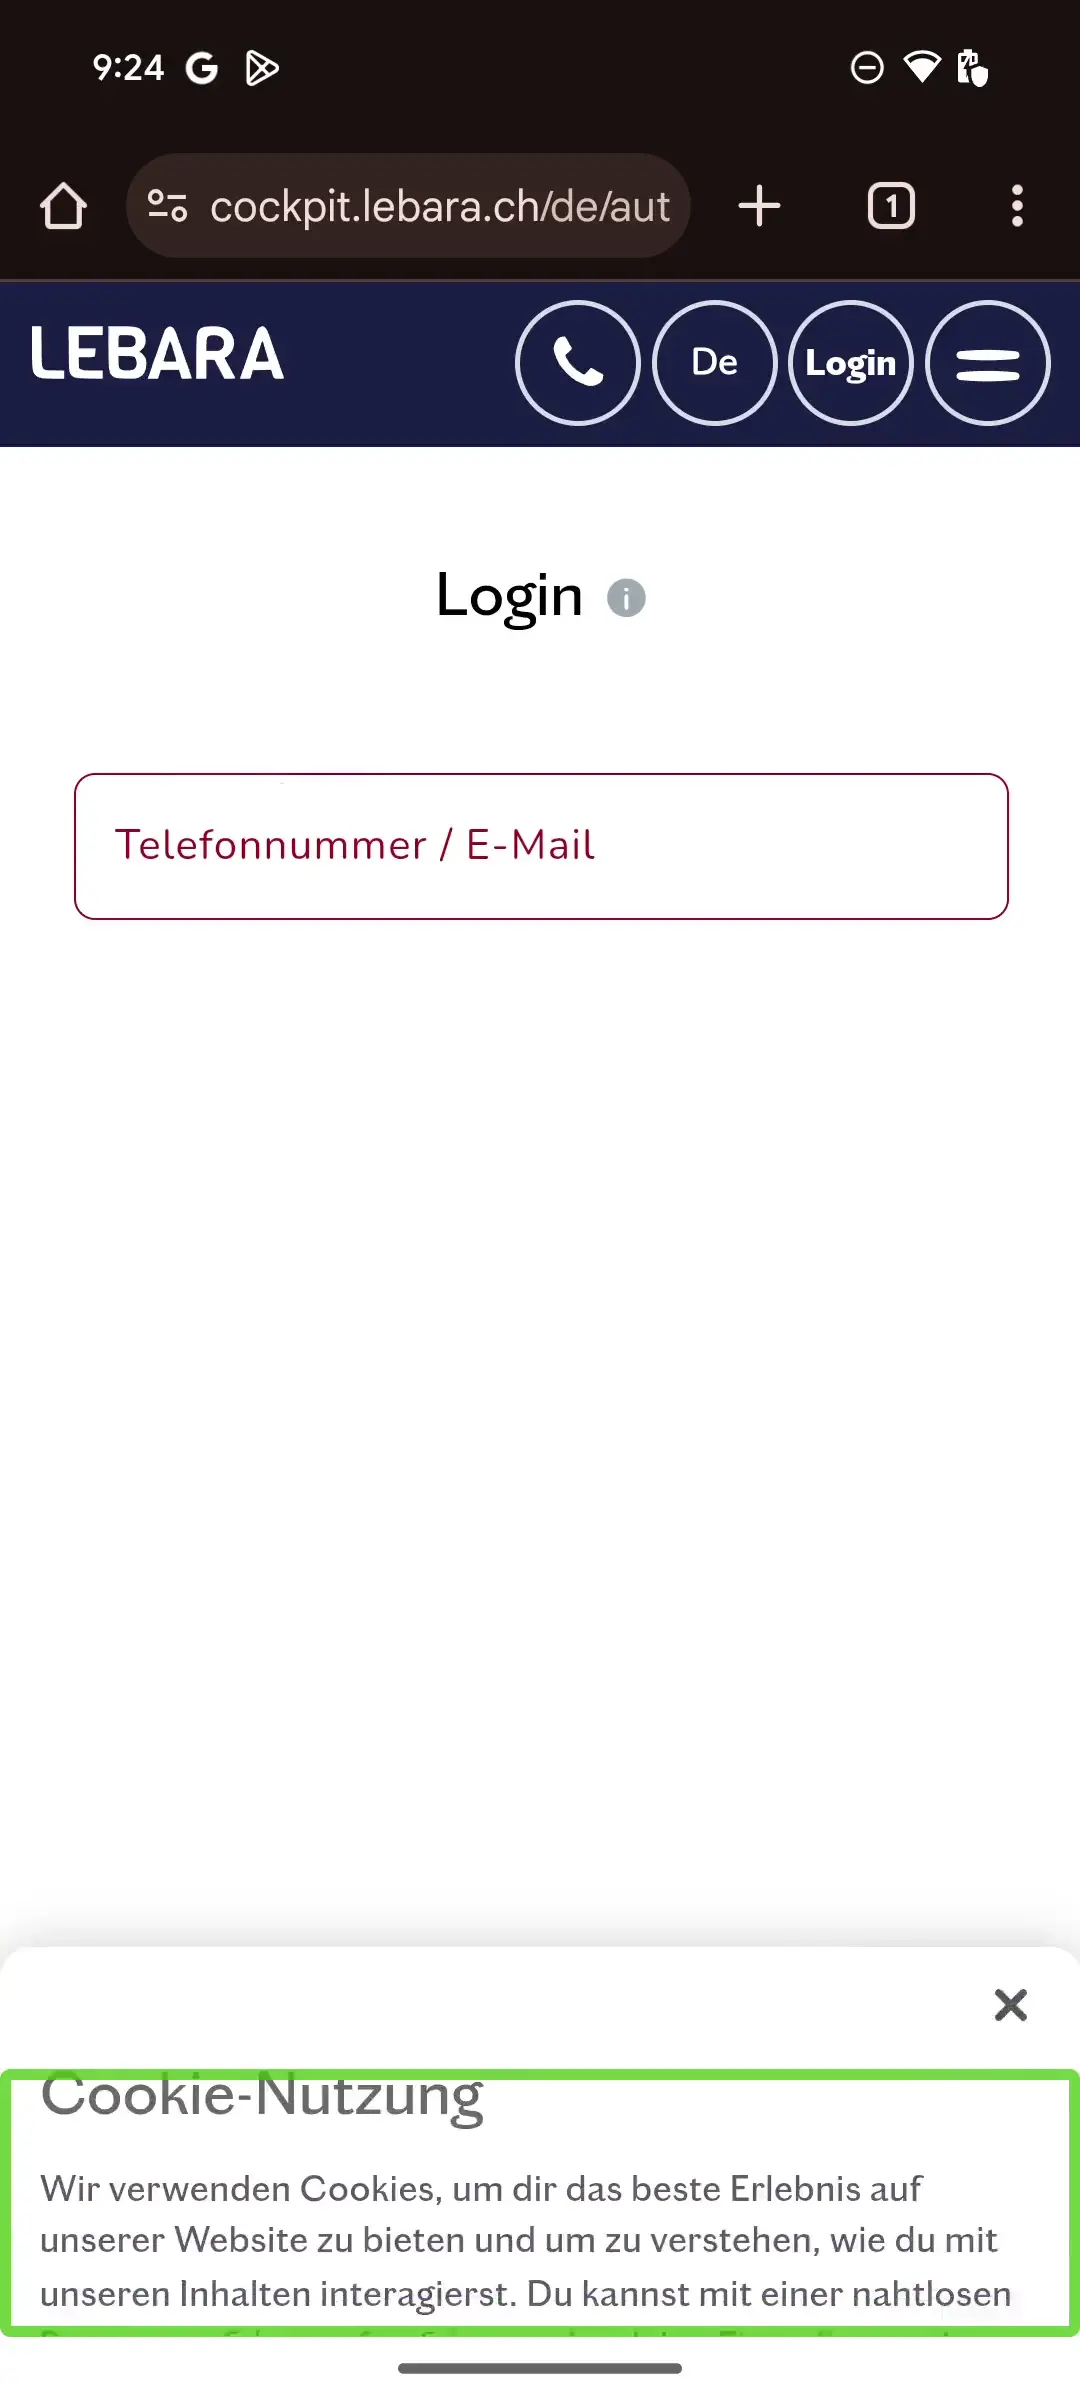 9:24
cockpit.lebara.ch/de/aut
1
LEBARA
De
Login
Login
Telefonnummer / E-Mail
Cookie-Nutzung
Wir verwenden Cookies, um dir das beste Erlebnis auf
unserer Website zu bieten und um zu verstehen, wie du mit
unseren Inhalten interagierst. Du kannst mit einer nahtlosen